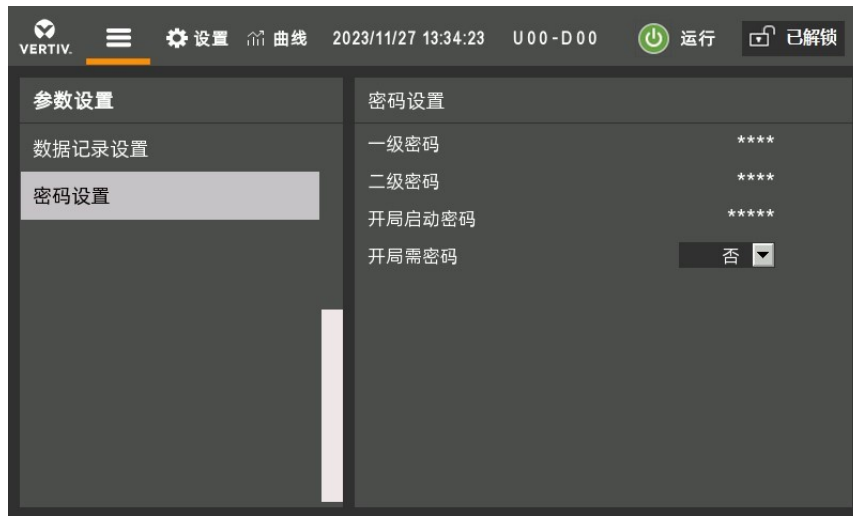 VERTIV. 设置 曲线 2023/11/27 13:34:23 U00-D00 运行 已解锁
参数设置
数据记录设置
密码设置
密码设置
一级密码 ****
二级密码 ****
开局启动密码 *****
开局需密码 否